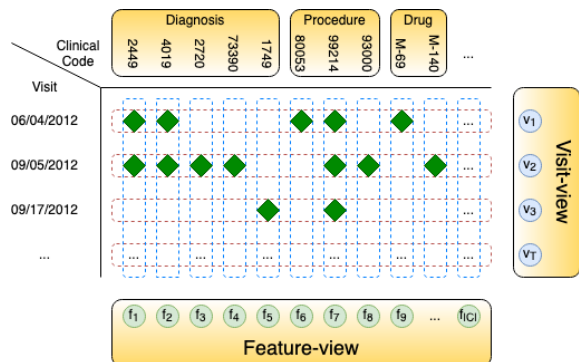 Diagnosis Procedure Drug
Clinical Code 2449 4019 2720 73390 1749 80053 99214 93000 M-69 M-140 ...
Visit
06/04/2012 ... v1
09/05/2012 ... v2
09/17/2012 ... v3
... ... ... ... ... ... ... ... ... ... ... vT
f1 f2 f3 f4 f5 f6 f7 f8 f9 ... f|C|
Feature-view
Visit-view